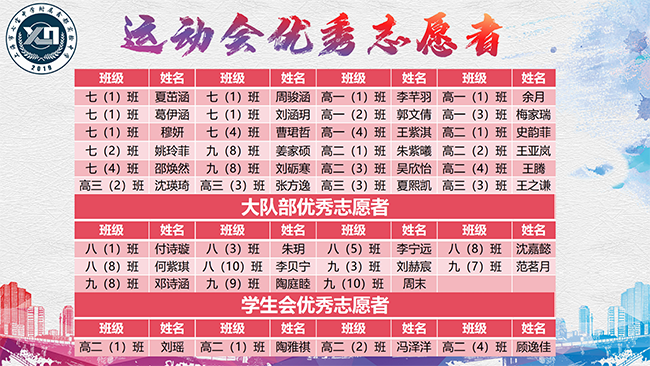 2018
运动会优秀志愿者
班级 姓名 班级 姓名 班级 姓名 班级 姓名
七（1）班 夏茁涵 七（1）班 周骏涵 高一（1）班 李芊羽 高一（1）班 余月
七（1）班 葛伊涵 七（1）班 刘涵玥 高一（2）班 郭文倩 高一（3）班 梅家瑞
七（1）班 穆妍 七（4）班 曹珺哲 高一（4）班 王紫淇 高二（1）班 史韵菲
七（2）班 姚玲菲 九（8）班 姜家硕 高二（1）班 朱紫曦 高二（2）班 王亚岚
七（4）班 邵焕然 九（8）班 刘砺寒 高二（3）班 吴欣怡 高二（4）班 王腾
高三（2）班 沈瑛琦 高三（3）班 张方逸 高三（3）班 夏熙凯 高三（3）班 王之谦
大队部优秀志愿者
班级 姓名 班级 姓名 班级 姓名 班级 姓名
八（1）班 付诗璇 八（3）班 朱玥 八（5）班 李宁远 八（8）班 沈嘉懿
八（8）班 何紫琪 八（10）班 李贝宁 九（3）班 刘赫宸 九（7）班 范茗月
九（8）班 邓诗涵 九（9）班 陶庭睦 九（10）班 周末
学生会优秀志愿者
班级 姓名 班级 姓名 班级 姓名 班级 姓名
高二（1）班 刘瑶 高二（1）班 陶雅祺 高二（2）班 冯泽洋 高二（4）班 顾逸佳